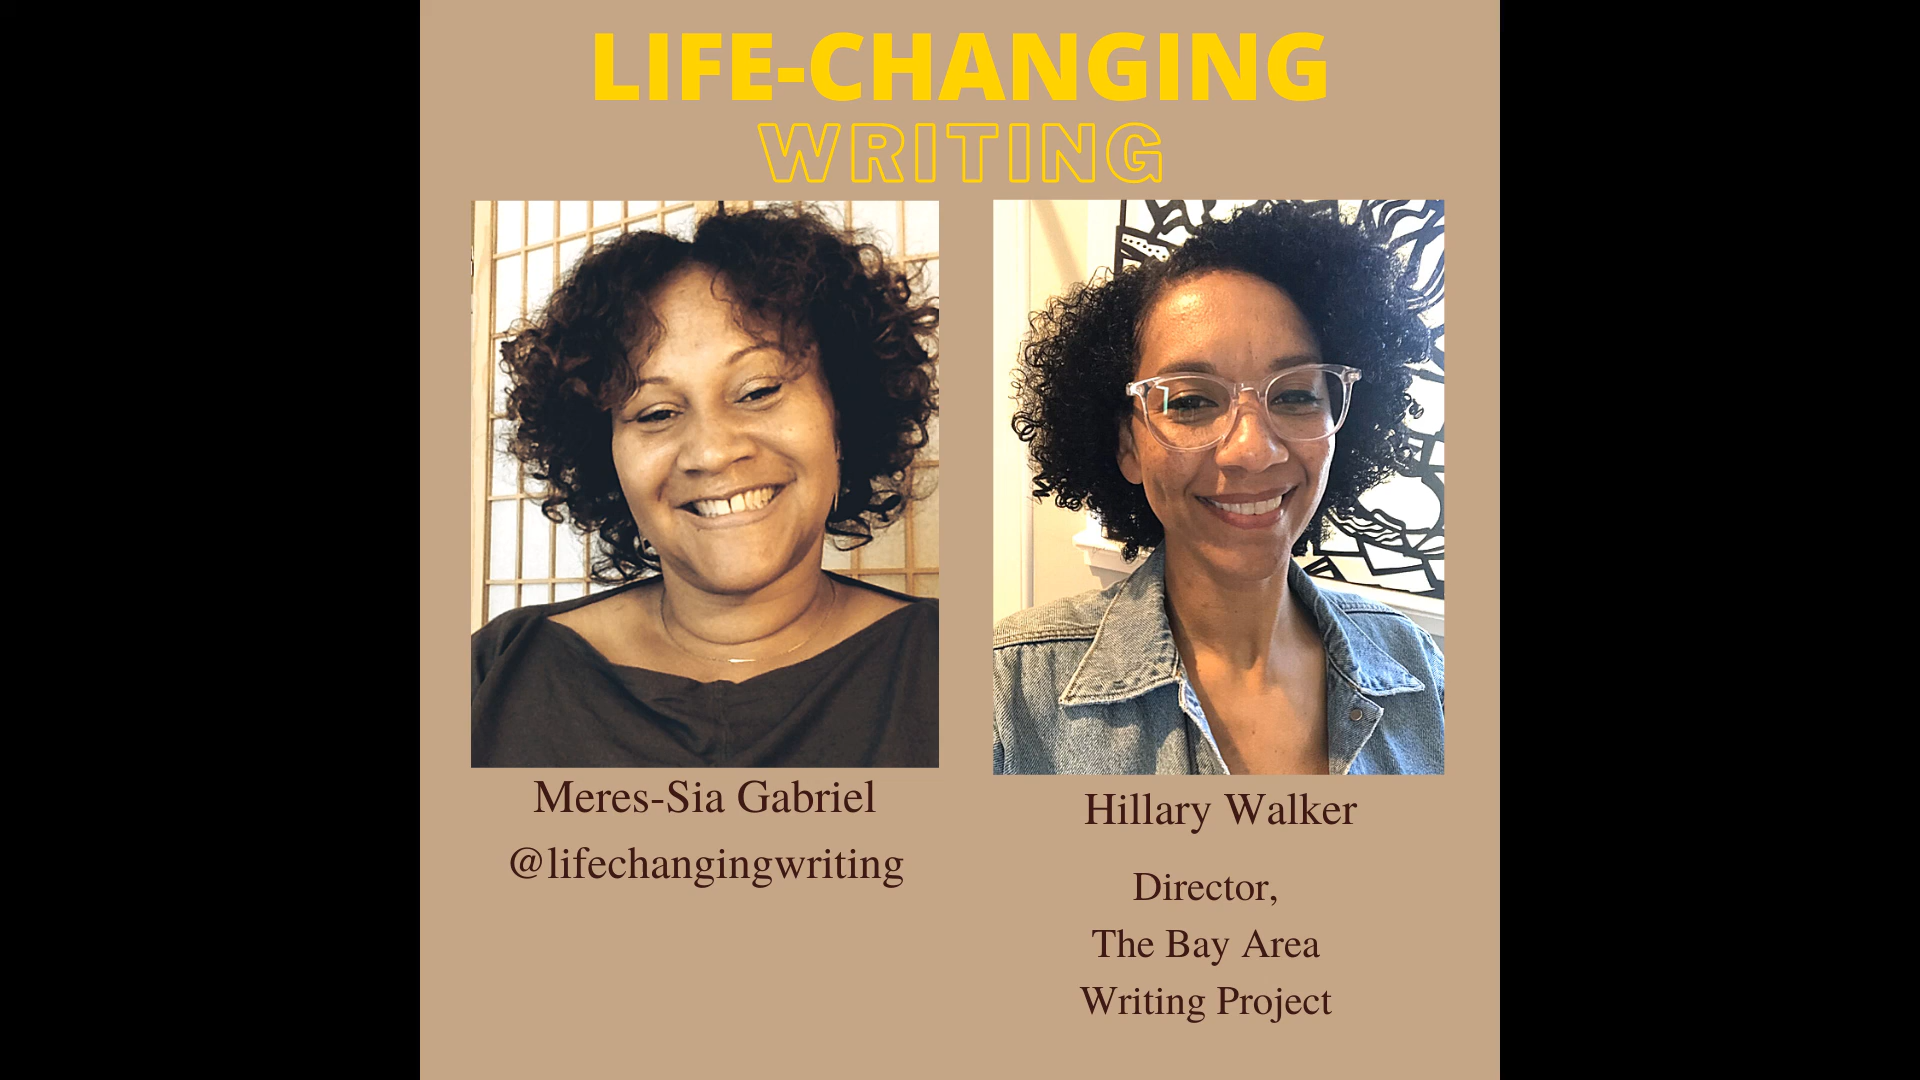 LIFE-CHANGING
WRITING
Meres-Sia Gabriel
@lifechangingwriting
Hillary Walker
Director,
The Bay Area
Writing Project